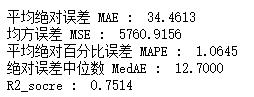 平均绝对误差 MAE :  34.4613
均方误差 MSE :  5760.9156
平均绝对百分比误差 MAPE :  1.0645
绝对误差中位数 MedAE :  12.7000
R2_socre :  0.7514